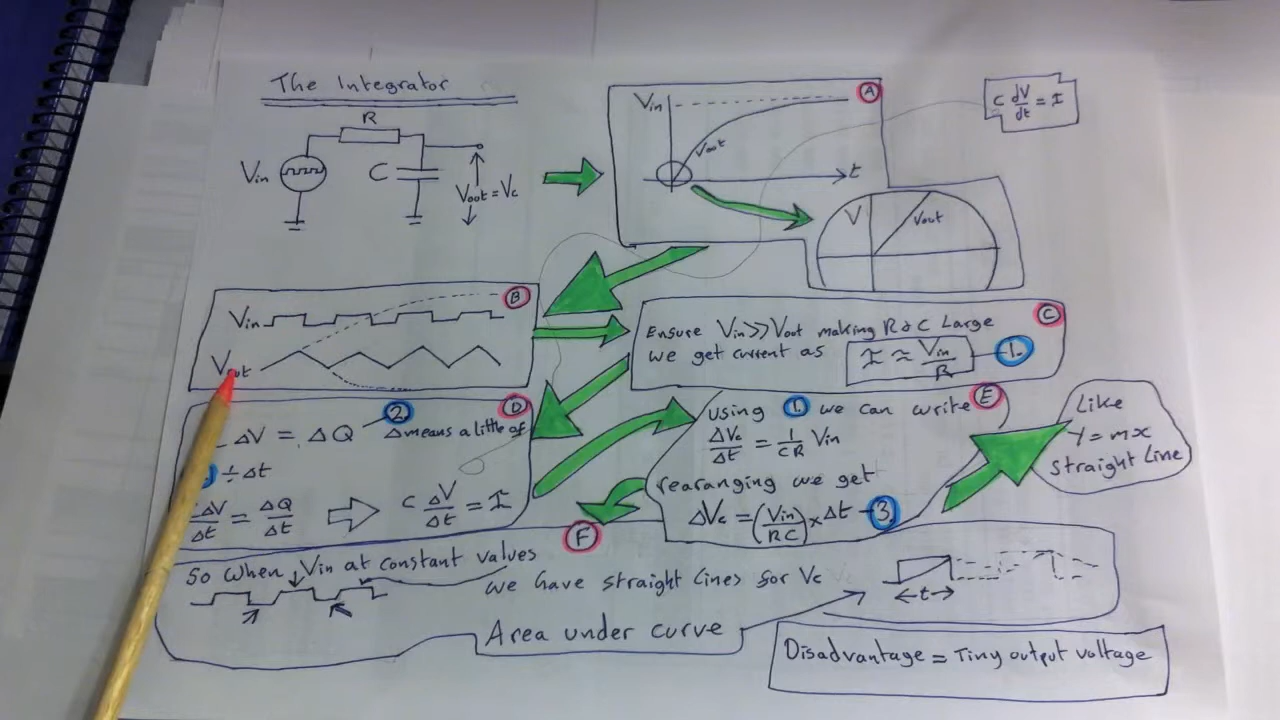 The Integrator
R
Vin
C
Vout = Vc
Vin
A
Vout
t
V
Vout
C dV/dt = I
B
Vin
Vout
C
Ensure Vin >> Vout making R & C Large
we get current as I ≈ Vin/R 1.
D
ΔV = ΔQ 2
Δ means a little of
÷ Δt
ΔV/Δt = ΔQ/Δt ⇒ C ΔV/Δt = I
E
using 1. we can write
ΔVc/Δt = 1/CR Vin
rearanging we get
ΔVc = (Vin/RC) x Δt 3.
Like
Y = mx
straight Line
F
So when Vin at constant values
we have straight lines for Vc
t
Area under curve
Disadvantage = Tiny output voltage